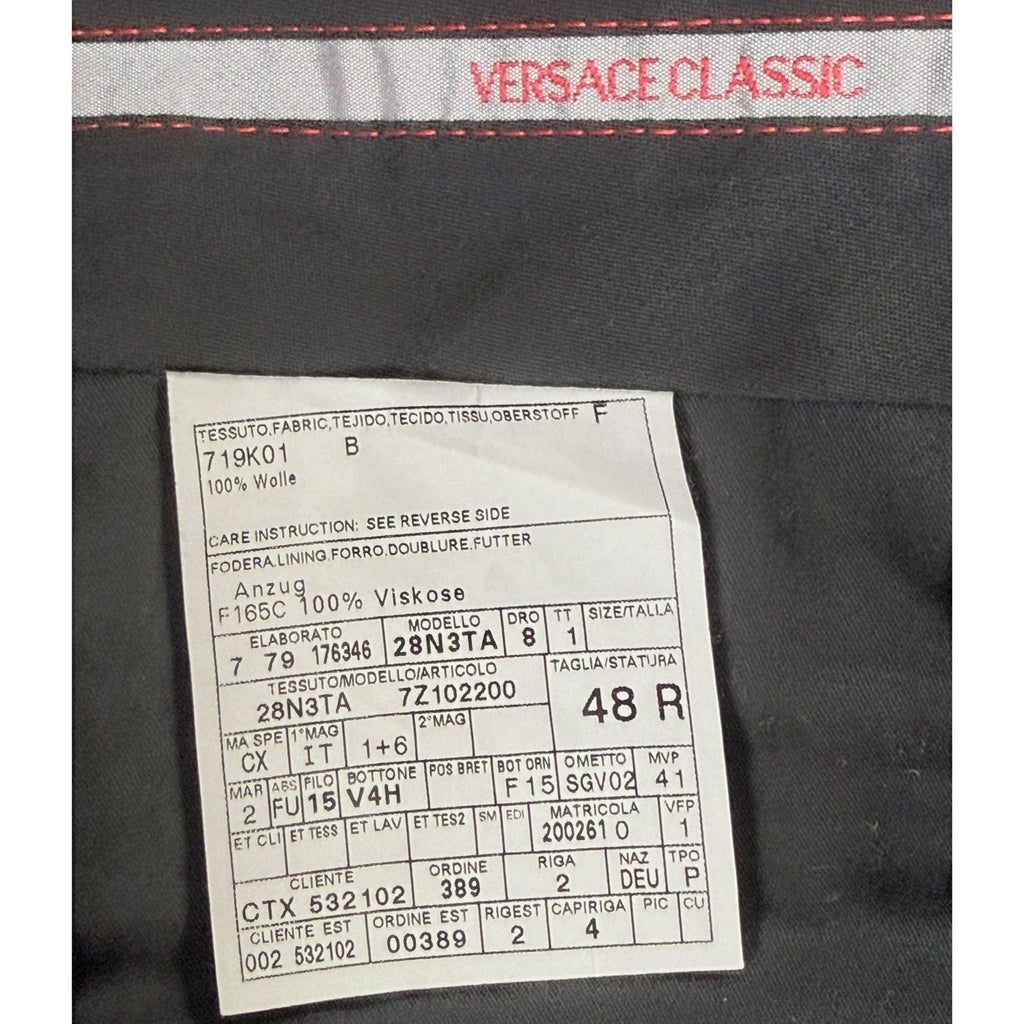 VERSACE CLASSIC
TESSUTO,FABRIC,TEJIDO,TECIDO,TISSU,OBERSTOFF F
719K01 B
100% Wolle
CARE INSTRUCTION: SEE REVERSE SIDE
FODERA.LINING.FORRO.DOUBLURE.FUTTER
Anzug
F165C 100% Viskose
ELABORATO MODELLO DRO TT SIZE/TALLA
7 79 176346 28N3TA 8 1
TESSUTO/MODELLO/ARTICOLO TAGLIA/STATURA
28N3TA 7Z102200 48 R
MA SPE 1°MAG 2°MAG
CX IT 1+6
MAR ABS FILO BOTTONE POS BRET BOT ORN OMETTO MVP
2 FU 15 V4H F15 SGV02 41
ET CLI ET TESS ET LAV ET TES2 SM EDI MATRICOLA VFP
200261 0 1
CLIENTE ORDINE RIGA NAZ TPO
CTX 532102 389 2 DEU P
CLIENTE EST ORDINE EST RIGEST CAPIRIGA PIC CU
002 532102 00389 2 4